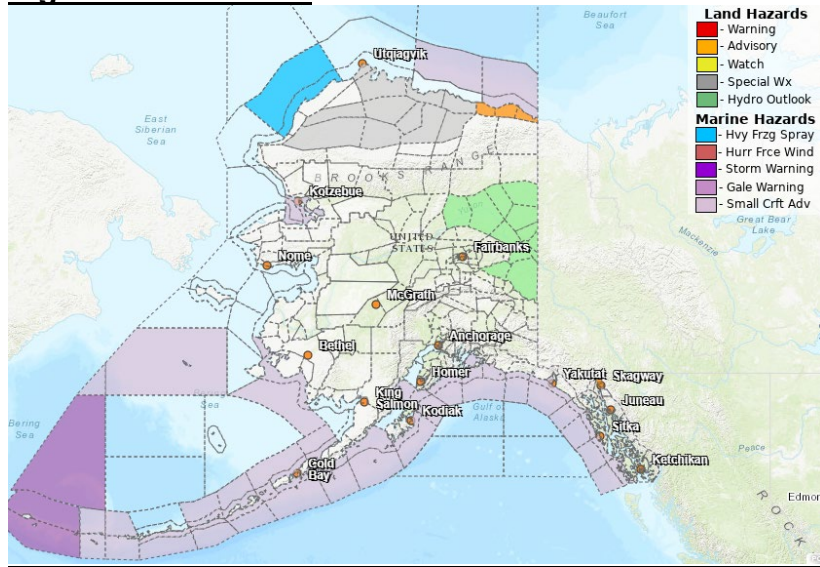 Beaufort
Sea
Land Hazards
- Warning
- Advisory
- Watch
- Special Wx
- Hydro Outlook
Marine Hazards
- Hvy Frzg Spray
- Hurr Frce Wind
- Storm Warning
- Gale Warning
- Small Crft Adv
Utqiagvik
East
Siberian
Sea
BROOKS RANGE
Kotzebue
Great Bear
Lake
Mackenzie
UNITED
STATES
Fairbanks
Nome
McGrath
Anchorage
Bethel
Homer
Yakutat
Skagway
King
Salmon
Kodiak
Juneau
Sea
Gulf of
Alaska
Sitka
Bering
Sea
Peace
Ketchikan
Cold
Bay
Edmon
ROCK